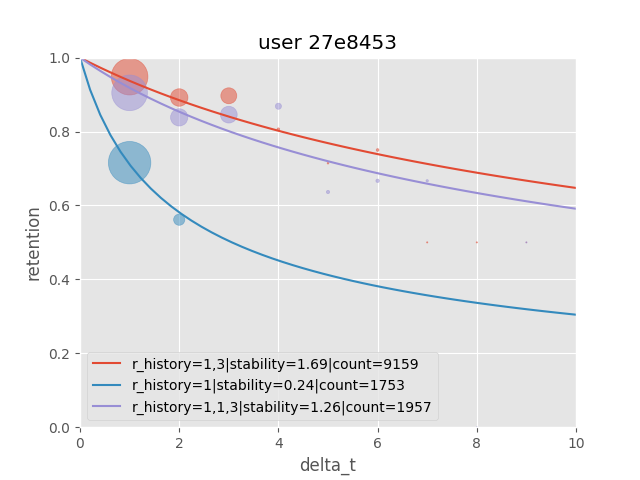 user 27e8453
1.0
0.8
0.6
0.4
0.2
0.0
retention
r_history=1,3|stability=1.69|count=9159
r_history=1|stability=0.24|count=1753
r_history=1,1,3|stability=1.26|count=1957
0 2 4 6 8 10
delta_t